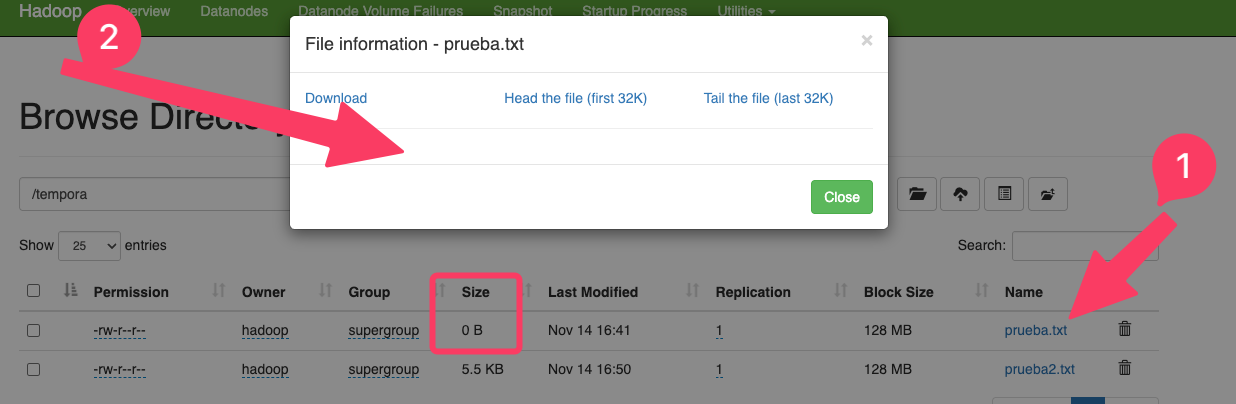 Hadoop Overview Datanodes Datanode Volume Failures Snapshot Startup Progress Utilities
2
File information - prueba.txt ×
Download Head the file (first 32K) Tail the file (last 32K)
Browse Directory
1
/tempora
Close
Show 25 entries Search:
Permission Owner Group Size Last Modified Replication Block Size Name
-rw-r--r-- hadoop supergroup 0 B Nov 14 16:41 1 128 MB prueba.txt
-rw-r--r-- hadoop supergroup 5.5 KB Nov 14 16:50 1 128 MB prueba2.txt